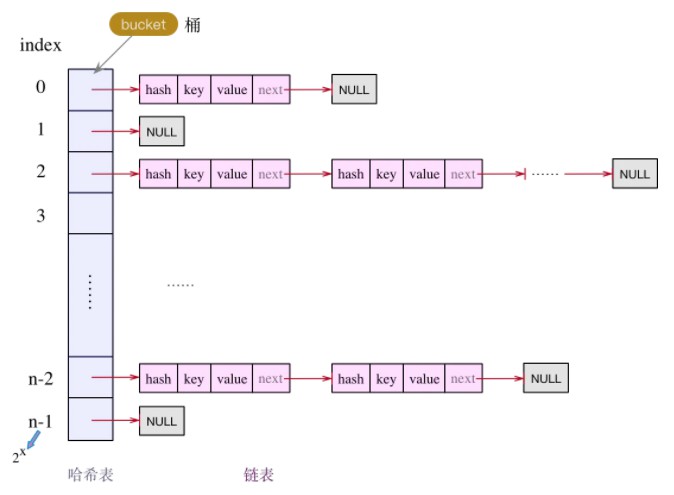 bucket 桶
index
0 hash key value next NULL
1 NULL
2 hash key value next hash key value next ...... NULL
3
...... ......
n-2 hash key value next hash key value next NULL
n-1 NULL
2^x
哈希表 链表